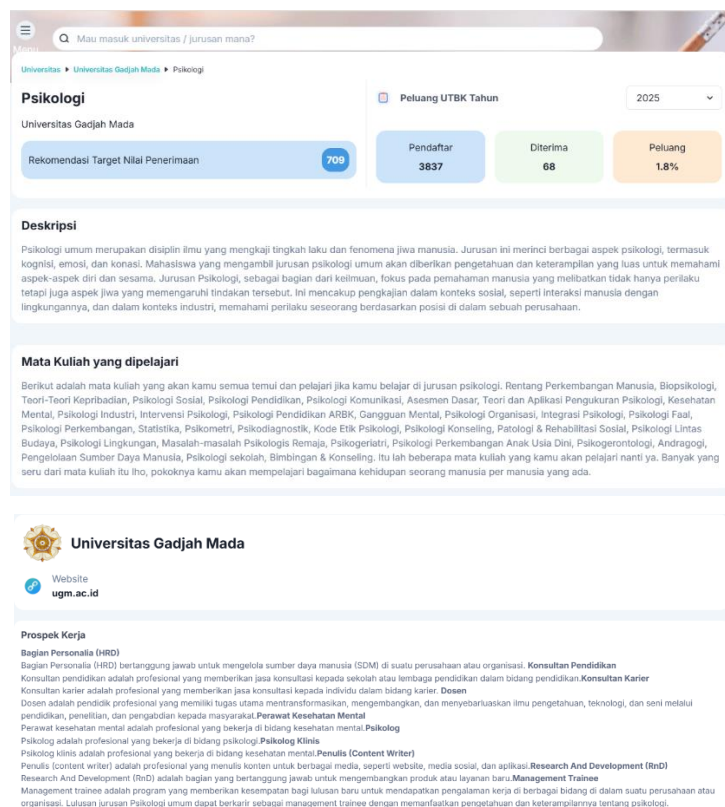 Mau masuk universitas / jurusan mana?
Menu
Universitas ▸ Universitas Gadjah Mada ▸ Psikologi
Psikologi
Universitas Gadjah Mada
Rekomendasi Target Nilai Penerimaan 709
Peluang UTBK Tahun 2025
Pendaftar Diterima Peluang
3837 68 1.8%
Deskripsi
Psikologi umum merupakan disiplin ilmu yang mengkaji tingkah laku dan fenomena jiwa manusia. Jurusan ini merinci berbagai aspek psikologi, termasuk
kognisi, emosi, dan konasi. Mahasiswa yang mengambil jurusan psikologi umum akan diberikan pengetahuan dan keterampilan yang luas untuk memahami
aspek-aspek diri dan sesama. Jurusan Psikologi, sebagai bagian dari keilmuan, fokus pada pemahaman manusia yang melibatkan tidak hanya perilaku
tetapi juga aspek jiwa yang memengaruhi tindakan tersebut. Ini mencakup pengkajian dalam konteks sosial, seperti interaksi manusia dengan
lingkungannya, dan dalam konteks industri, memahami perilaku seseorang berdasarkan posisi di dalam sebuah perusahaan.
Mata Kuliah yang dipelajari
Berikut adalah mata kuliah yang akan kamu semua temui dan pelajari jika kamu belajar di jurusan psikologi. Rentang Perkembangan Manusia, Biopsikologi,
Teori-Teori Kepribadian, Psikologi Sosial, Psikologi Pendidikan, Psikologi Komunikasi, Asesmen Dasar, Teori dan Aplikasi Pengukuran Psikologi, Kesehatan
Mental, Psikologi Industri, Intervensi Psikologi, Psikologi Pendidikan ARBK, Gangguan Mental, Psikologi Organisasi, Integrasi Psikologi, Psikologi Faal,
Psikologi Perkembangan, Statistika, Psikometri, Psikodiagnostik, Kode Etik Psikologi, Psikologi Konseling, Patologi & Rehabilitasi Sosial, Psikologi Lintas
Budaya, Psikologi Lingkungan, Masalah-masalah Psikologis Remaja, Psikogeriatri, Psikologi Perkembangan Anak Usia Dini, Psikogerontologi, Andragogi,
Pengelolaan Sumber Daya Manusia, Psikologi sekolah, Bimbingan & Konseling. Itu lah beberapa mata kuliah yang kamu akan pelajari nanti ya. Banyak yang
seru dari mata kuliah itu lho, pokoknya kamu akan mempelajari bagaimana kehidupan seorang manusia per manusia yang ada.
Universitas Gadjah Mada
Website
ugm.ac.id
Prospek Kerja
Bagian Personalia (HRD)
Bagian Personalia (HRD) bertanggung jawab untuk mengelola sumber daya manusia (SDM) di suatu perusahaan atau organisasi. Konsultan Pendidikan
Konsultan pendidikan adalah profesional yang memberikan jasa konsultasi kepada sekolah atau lembaga pendidikan dalam bidang pendidikan.Konsultan Karier
Konsultan karier adalah profesional yang memberikan jasa konsultasi kepada individu dalam bidang karier. Dosen
Dosen adalah pendidik profesional yang memiliki tugas utama mentransformasikan, mengembangkan, dan menyebarluaskan ilmu pengetahuan, teknologi, dan seni melalui
pendidikan, penelitian, dan pengabdian kepada masyarakat.Perawat Kesehatan Mental
Perawat kesehatan mental adalah profesional yang bekerja di bidang kesehatan mental.Psikolog
Psikolog adalah profesional yang bekerja di bidang psikologi.Psikolog Klinis
Psikolog klinis adalah profesional yang bekerja di bidang kesehatan mental.Penulis (Content Writer)
Penulis (content writer) adalah profesional yang menulis konten untuk berbagai media, seperti website, media sosial, dan aplikasi.Research And Development (RnD)
Research And Development (RnD) adalah bagian yang bertanggung jawab untuk mengembangkan produk atau layanan baru.Management Trainee
Management trainee adalah program yang memberikan kesempatan bagi lulusan baru untuk mendapatkan pengalaman kerja di berbagai bidang di dalam suatu perusahaan atau
organisasi. Lulusan jurusan Psikologi umum dapat berkarir sebagai management trainee dengan memanfaatkan pengetahuan dan keterampilannya tentang psikologi.